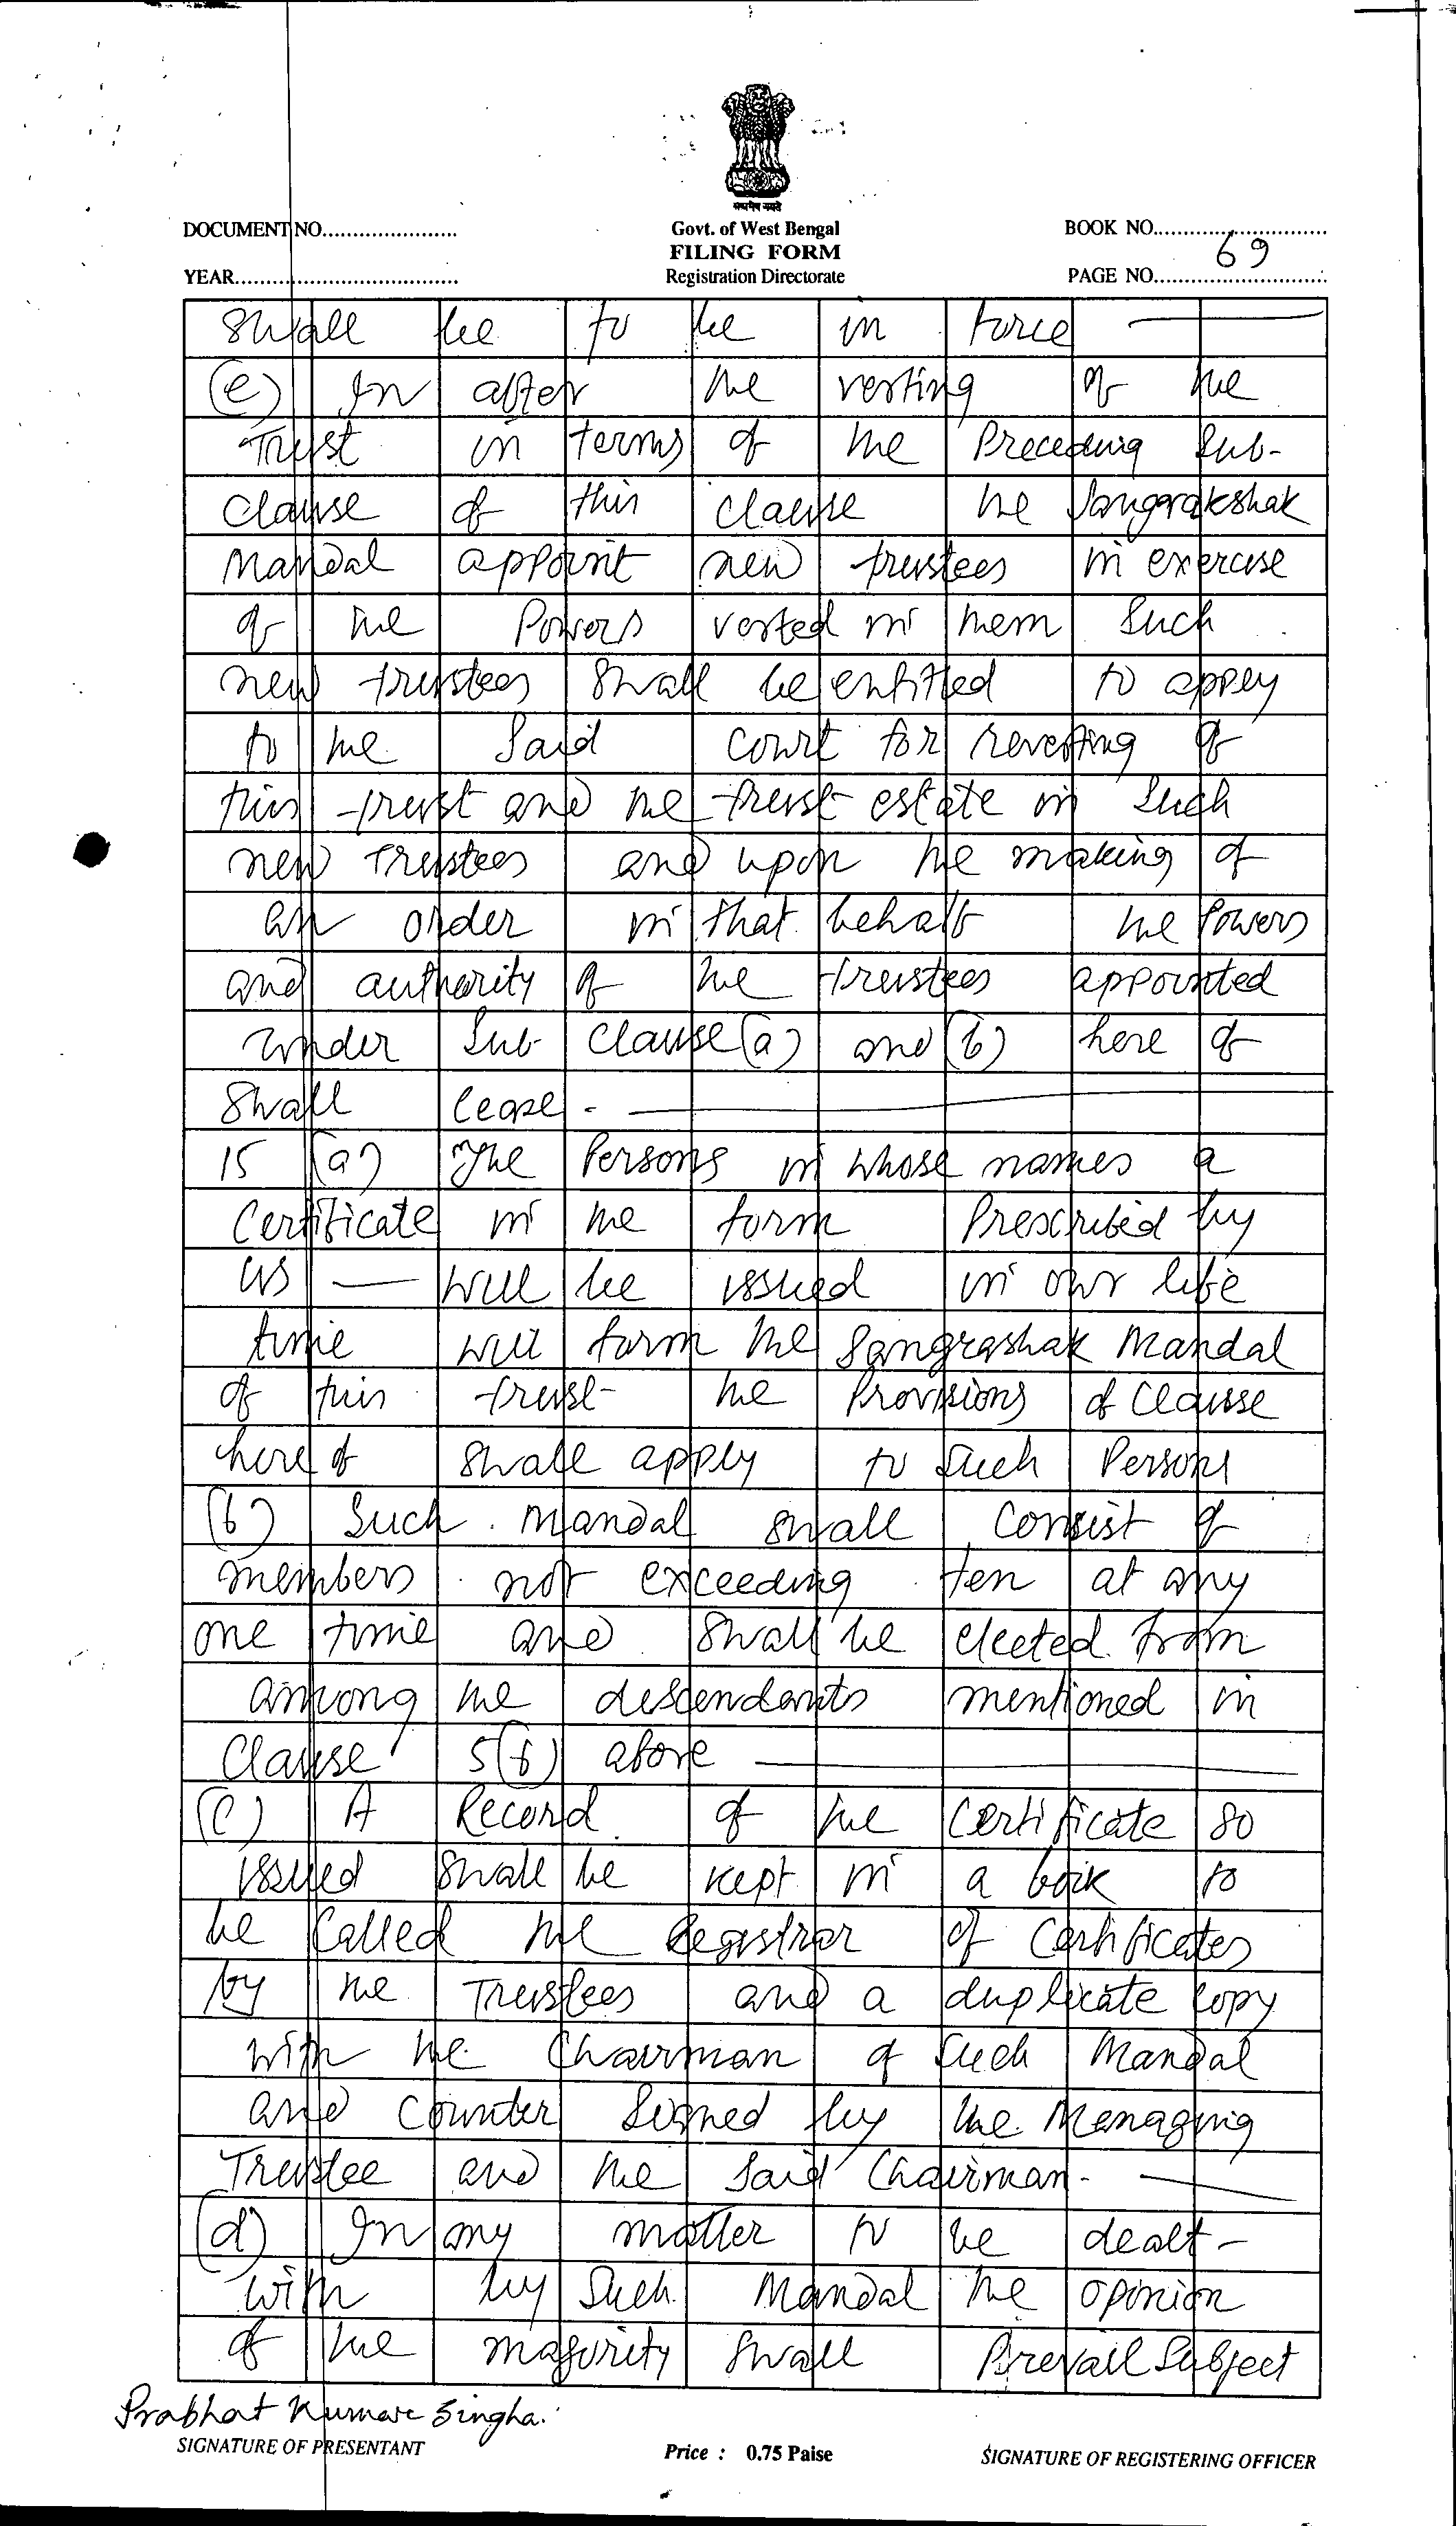 सत्यमेव जयते
DOCUMENT NO......................
Govt. of West Bengal
BOOK NO.............................
FILING FORM
69
YEAR......................................
Registration Directorate
PAGE NO.............................
Shall be to be in force
(e) In after the vesting of the
Trust in terms of the Preceding Sub-
clause of this clause the Sangrakshak
Mandal appoint new trustees in exercise
of the Powers vested in them Such
new trustees Shall be entitled to apply
to the Said court for revesting of
this trust and the trust estate in Such
new Trustees and upon the making of
an order in that behalf the Powers
and authority of the trustees appointed
under Sub- clause (a) and (b) here of
Shall cease. -
15 (a) The Persons in whose names a
Certificate in the form Prescribed by
us — will be issued in our life
time will form the Sangrashak Mandal
of this trust the Provisions of Clausse
here of Shall apply to Such Persons
(b) Such Mandal Shall Consist of
members not exceeding ten at any
one time and Shall be elected from
among the descendants mentioned in
Clause 5(f) above
(c) A Record of the Certificate So
issued Shall be kept in a book to
be Called the Registrar of Certificates
by the Trustees and a duplicate copy
with the Chairman of Such Mandal
and counter Signed by the Menaging
Trustee and the Said Chairman -
(d) In any matter to be dealt -
with by Such Mandal the opinion
of the majority Shall Prevail Subject
Prabhat Kumar Singha.
SIGNATURE OF PRESENTANT
Price : 0.75 Paise
SIGNATURE OF REGISTERING OFFICER